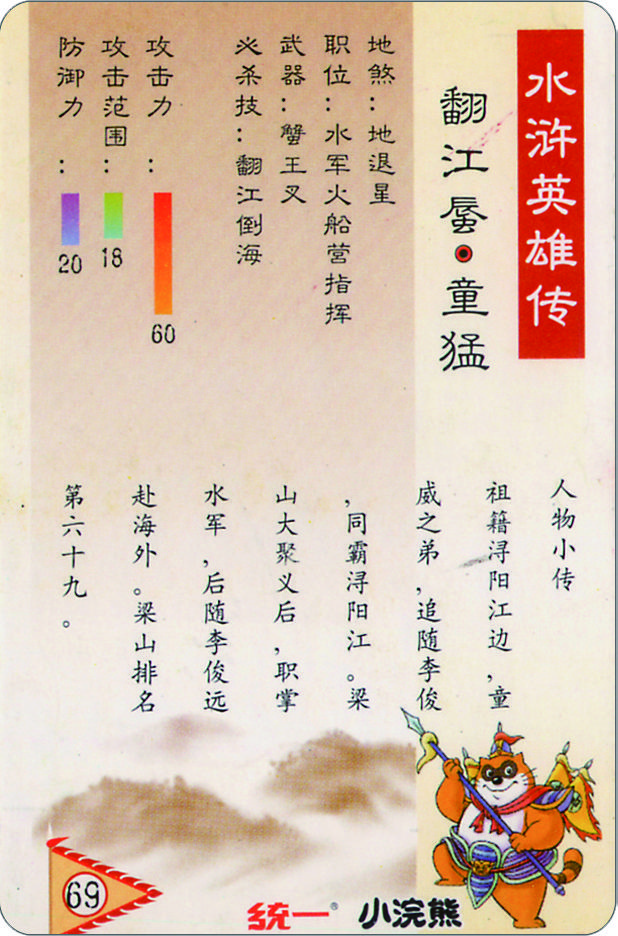 水浒英雄传
翻江蜃·童猛
地煞：地退星
职位：水军火船营指挥
武器：蟹王叉
必杀技：翻江倒海
攻击力：
60
攻击范围：
18
防御力：
20
人物小传
祖籍浔阳江边，童
威之弟，追随李俊
，同霸浔阳江。梁
山大聚义后，职掌
水军，后随李俊远
赴海外。梁山排名
第六十九。
69
统一® 小浣熊